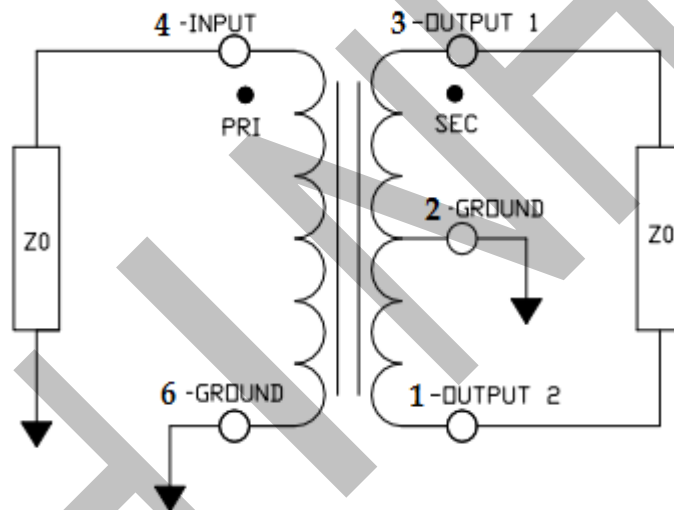 4 -INPUT
3-OUTPUT 1
PRI
SEC
2 -GROUND
Z0
Z0
6 -GROUND
1-OUTPUT 2